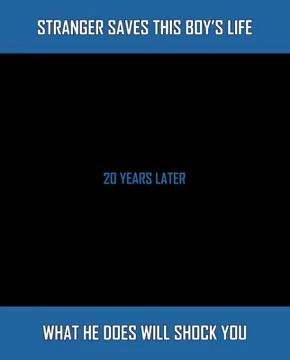 STRANGER SAVES THIS BOY'S LIFE
20 YEARS LATER
WHAT HE DOES WILL SHOCK YOU